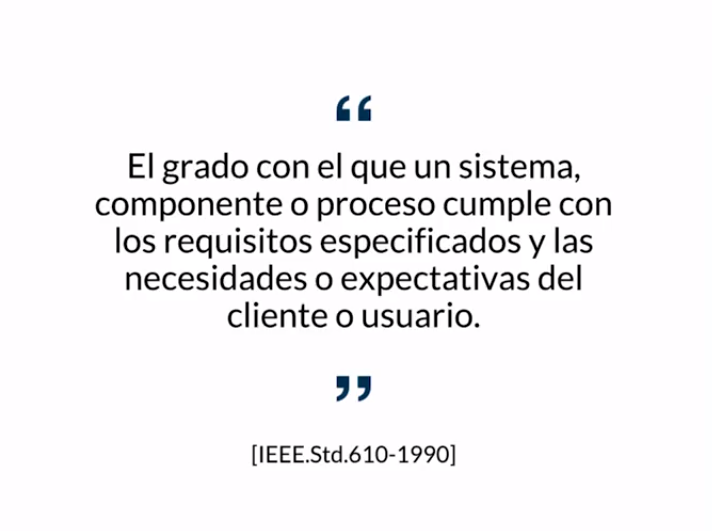 “
El grado con el que un sistema,
componente o proceso cumple con
los requisitos especificados y las
necesidades o expectativas del
cliente o usuario.
”
[IEEE.Std.610-1990]